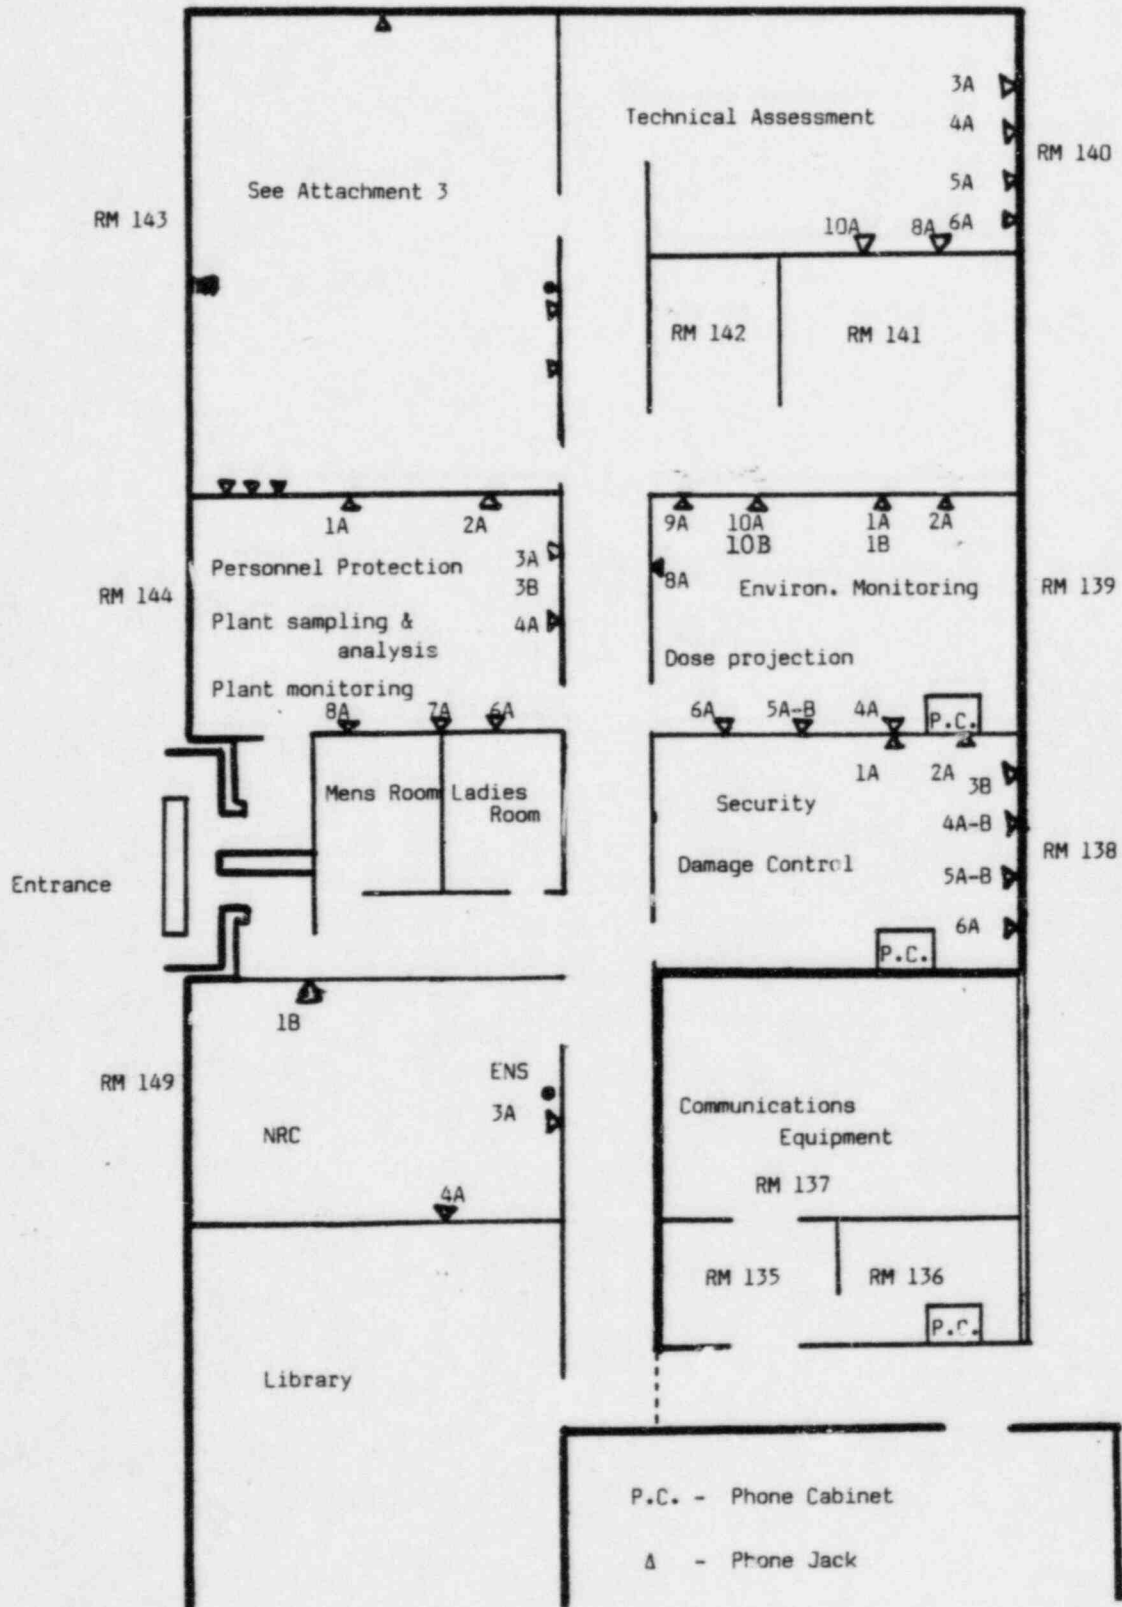 3A
Technical Assessment
4A
RM 140
5A
See Attachment 3
RM 143
10A
8A
6A
RM 142
RM 141
1A
2A
9A
10A
1A
2A
10B
1B
Personnel Protection
3A
8A
Environ. Monitoring
RM 139
RM 144
3B
Plant sampling &
4A
analysis
Dose projection
Plant monitoring
8A
7A
6A
6A
5A-B
4A
P.C.
1A
2A
3B
Mens Room
Ladies
Room
Security
4A-B
RM 138
Damage Control
5A-B
Entrance
6A
P.C.
1B
RM 149
ENS
3A
Communications
Equipment
NRC
RM 137
4A
RM 135
RM 136
P.C.
Library
P.C. - Phone Cabinet
Δ - Phone Jack